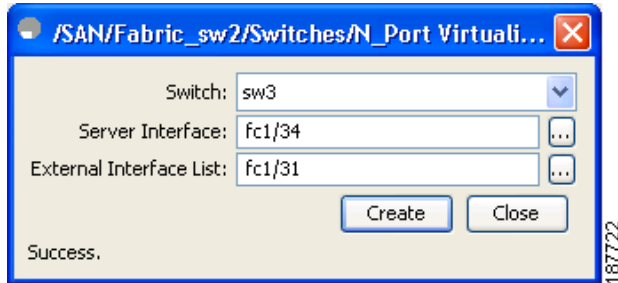 /SAN/Fabric_sw2/Switches/N_Port Virtuali...
Switch: sw3
Server Interface: fc1/34 ...
External Interface List: fc1/31 ...
Create Close
Success.
187722